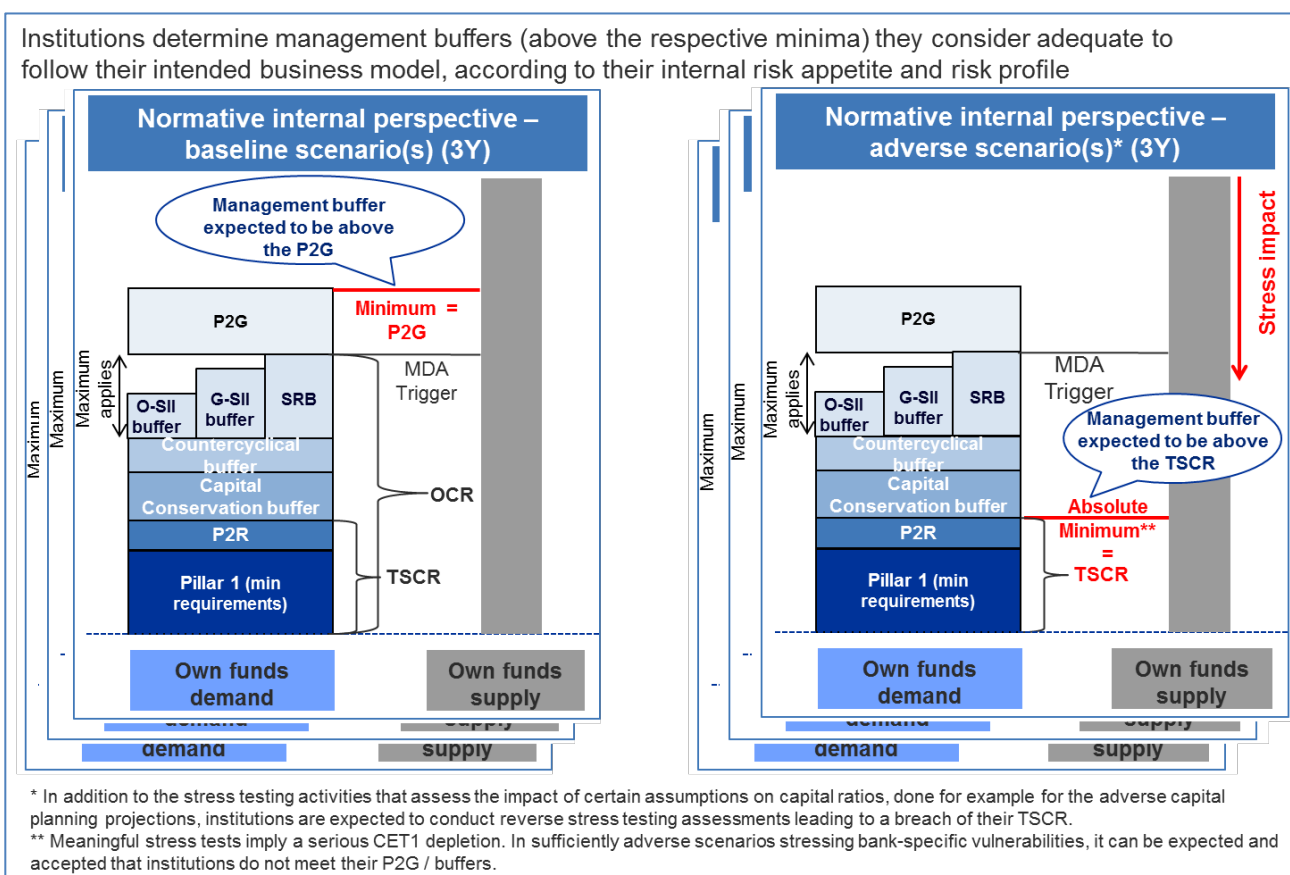 Institutions determine management buffers (above the respective minima) they consider adequate to
follow their intended business model, according to their internal risk appetite and risk profile
Normative internal perspective –
baseline scenario(s) (3Y)
Management buffer
expected to be above
the P2G
P2G
Minimum =
P2G
MDA
Trigger
Maximum
Maximum
Maximum
applies
O-SII
buffer
G-SII
buffer
SRB
Countercyclical
buffer
Capital
Conservation buffer
OCR
P2R
TSCR
Pillar 1 (min
requirements)
Own funds
demand
Own funds
supply
demand
supply
demand
supply
Normative internal perspective –
adverse scenario(s)* (3Y)
Stress impact
P2G
MDA
Trigger
Maximum
Maximum
Maximum
applies
O-SII
buffer
G-SII
buffer
SRB
Management buffer
expected to be above
the TSCR
Countercyclical
buffer
Capital
Conservation buffer
Absolute
Minimum**
=
TSCR
P2R
Pillar 1 (min
requirements)
Own funds
demand
Own funds
supply
demand
supply
demand
supply
* In addition to the stress testing activities that assess the impact of certain assumptions on capital ratios, done for example for the adverse capital
planning projections, institutions are expected to conduct reverse stress testing assessments leading to a breach of their TSCR.
** Meaningful stress tests imply a serious CET1 depletion. In sufficiently adverse scenarios stressing bank-specific vulnerabilities, it can be expected and
accepted that institutions do not meet their P2G / buffers.